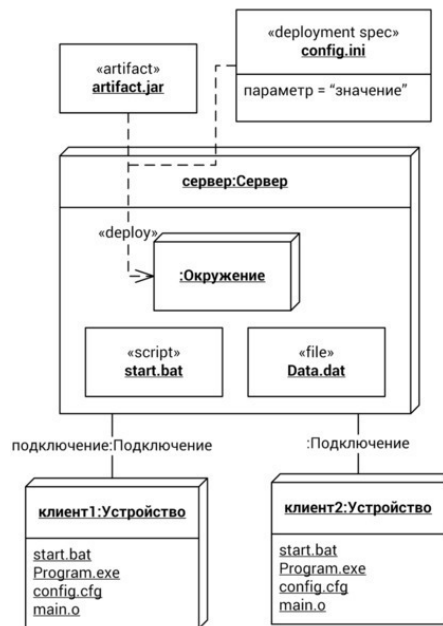 «deployment spec»
config.ini
параметр = “значение”
«artifact»
artifact.jar
сервер:Сервер
«deploy»
:Окружение
«script»
start.bat
«file»
Data.dat
подключение:Подключение
:Подключение
клиент1:Устройство
start.bat
Program.exe
config.cfg
main.o
клиент2:Устройство
start.bat
Program.exe
config.cfg
main.o